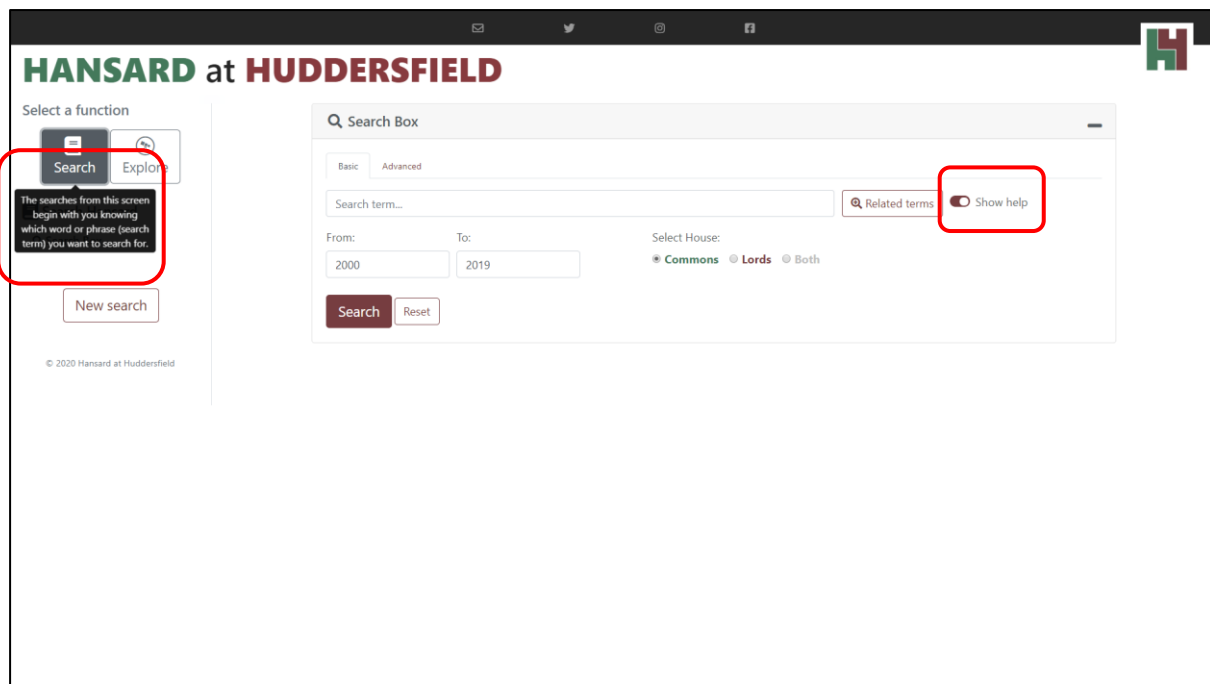 HANSARD at HUDDERSFIELD
Select a function
Search Explore
The searches from this screen
begin with you knowing
which word or phrase (search
term) you want to search for.
New search
© 2020 Hansard at Huddersfield
Search Box
Basic Advanced
Search term... Related terms Show help
From: To: Select House:
2000 2019 Commons Lords Both
Search Reset